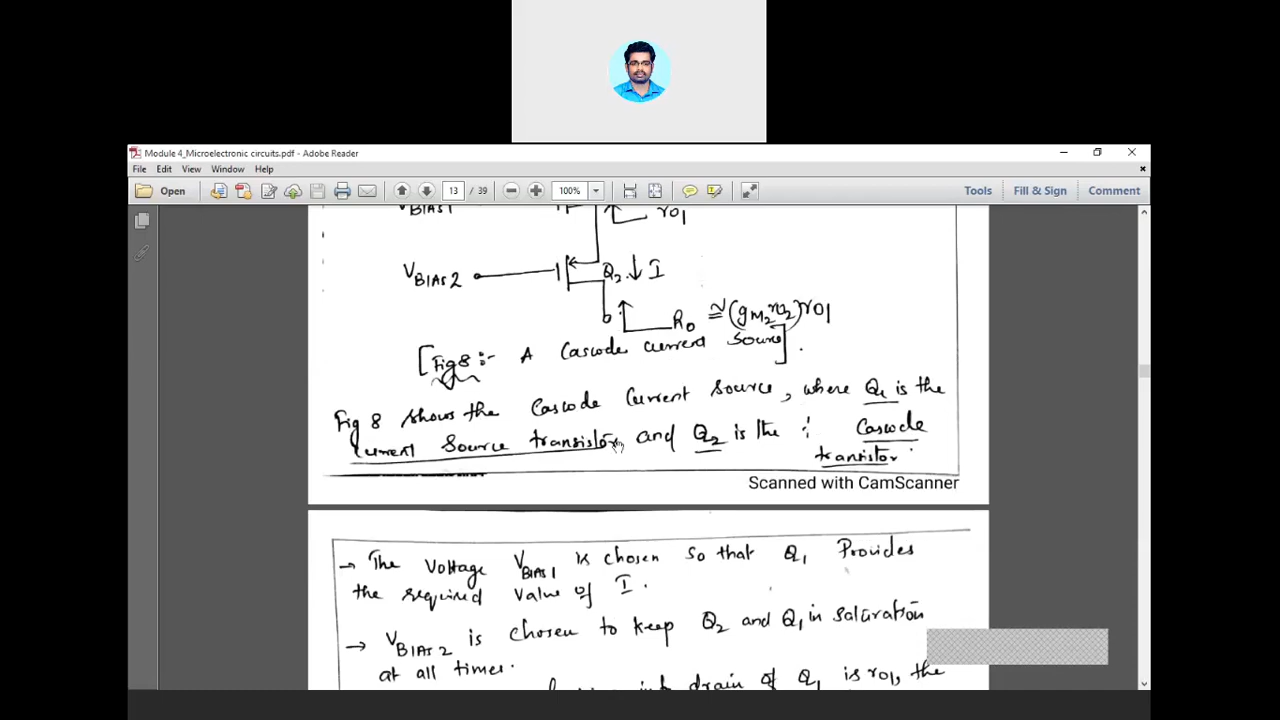 Module 4_Microelectronic circuits.pdf - Adobe Reader
File Edit View Window Help
Open 13 / 39 100% Tools Fill & Sign Comment
VBIAS1 ro1
VBIAS2 Q2 ↓ I
Ro ≅ (gm2 ro2) ro1
[Fig 8 :- A Cascode current source].
Fig 8 shows the Cascode Current Source, where Q1 is the
Current Source transistor and Q2 is the : Cascode
transistor.
Scanned with CamScanner
→ The Voltage VBIAS1 is chosen so that Q1 Provides
the required Value of I.
→ VBIAS2 is chosen to keep Q2 and Q1 in saturation
at all times.
into drain of Q1 is ro1, the